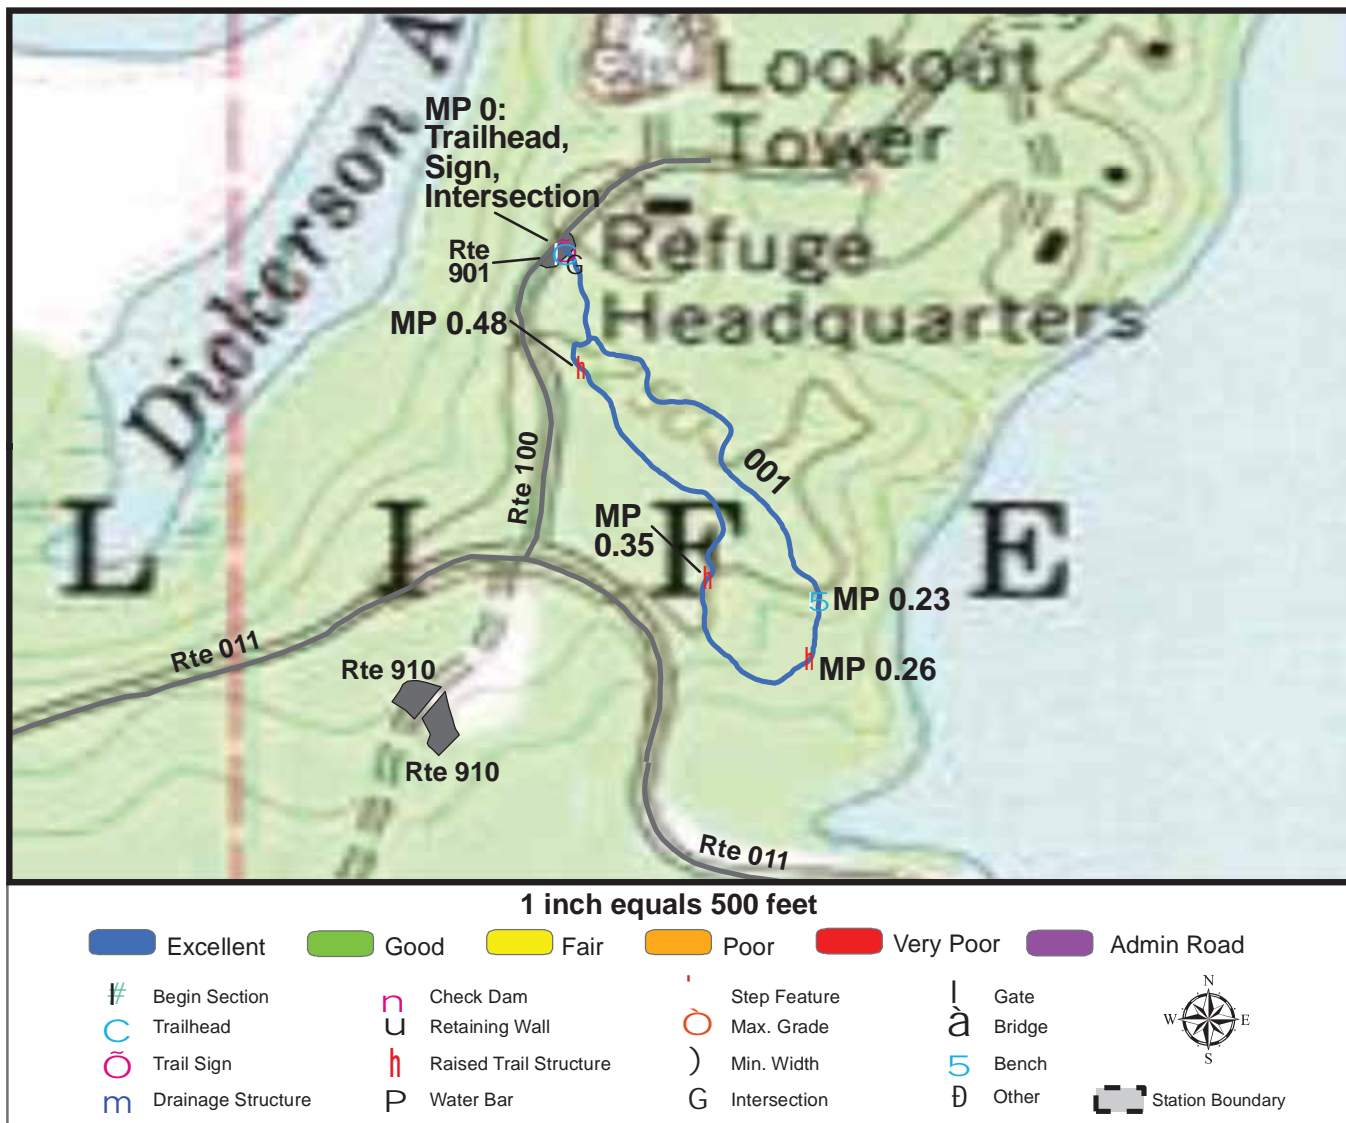 Dickerson A
Lookout
Tower
MP 0:
Trailhead,
Sign,
Intersection
Rte
901
Refuge
Headquarters
G
MP 0.48
h
Rte 100
001
MP
0.35
h
L I F E
5 MP 0.23
h MP 0.26
Rte 011
Rte 910
Rte 910
Rte 011
1 inch equals 500 feet
Excellent Good Fair Poor Very Poor Admin Road
Begin Section
C Trailhead
Õ Trail Sign
m Drainage Structure
n Check Dam
u Retaining Wall
h Raised Trail Structure
P Water Bar
' Step Feature
Ò Max. Grade
) Min. Width
G Intersection
l Gate
à Bridge
5 Bench
Ð Other
N
W E
S
Station Boundary